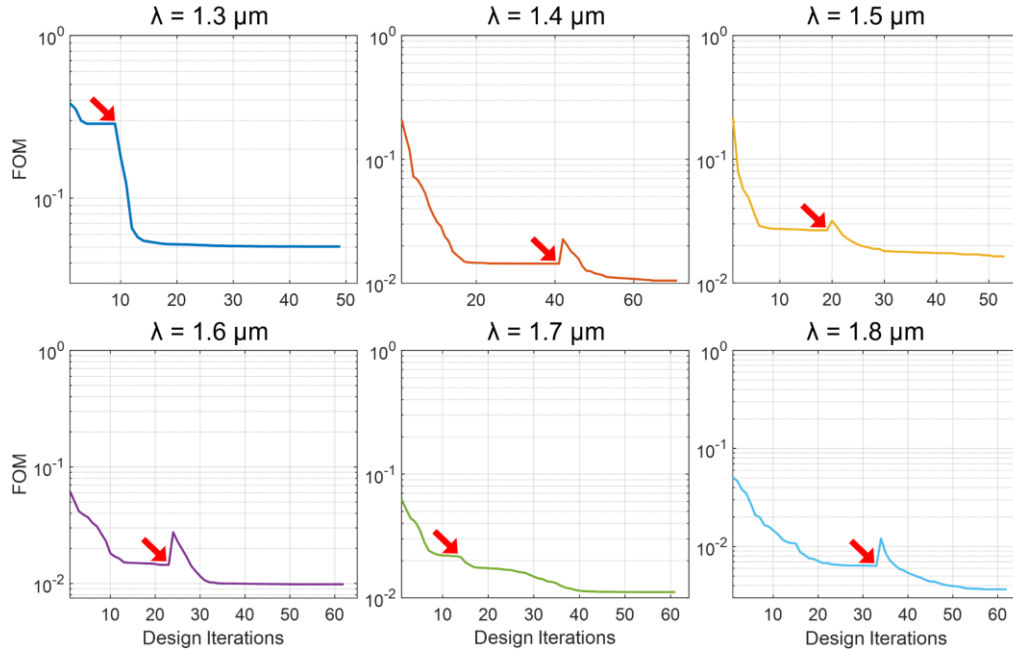 λ = 1.3 μm
λ = 1.4 μm
λ = 1.5 μm
10⁰
10⁰
10⁰
FOM
10⁻¹
10⁻¹
10⁻¹
10⁻²
10⁻²
10 20 30 40 50
20 40 60
10 20 30 40 50
λ = 1.6 μm
λ = 1.7 μm
λ = 1.8 μm
10⁰
10⁰
10⁰
FOM
10⁻¹
10⁻¹
10⁻¹
10⁻²
10⁻²
10⁻²
10 20 30 40 50 60
10 20 30 40 50 60
10 20 30 40 50 60
Design Iterations
Design Iterations
Design Iterations